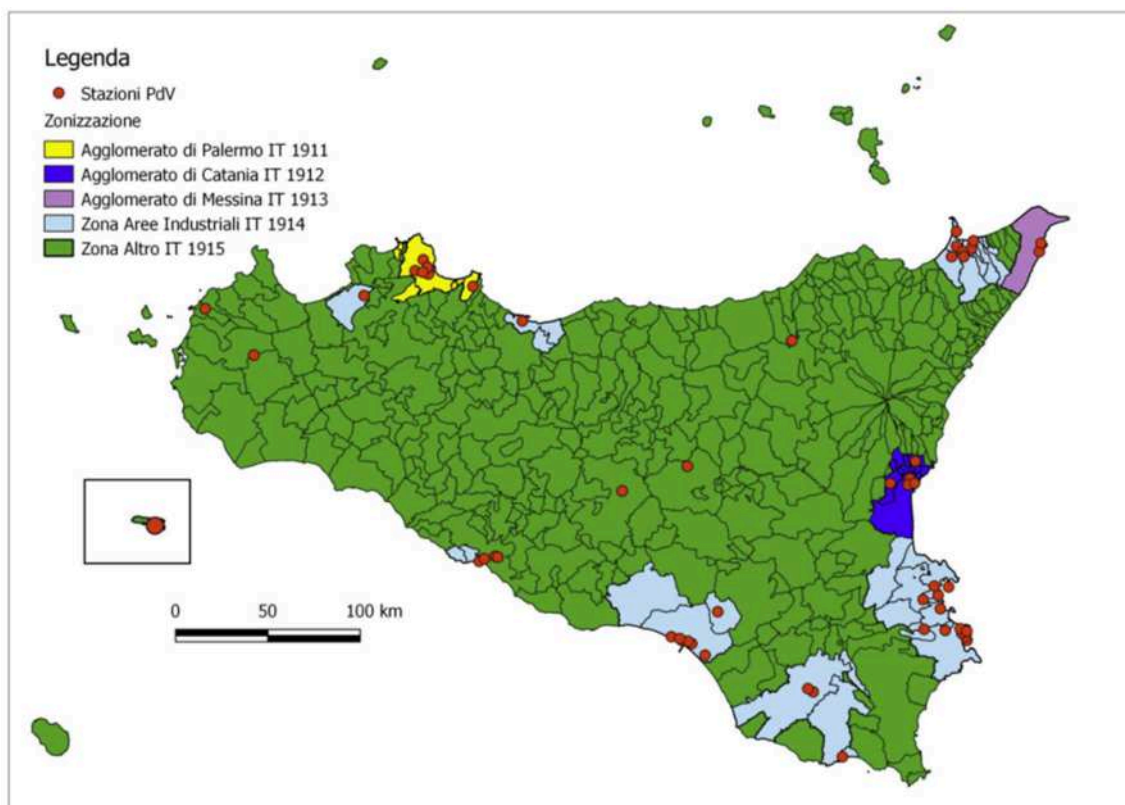 Legenda
Stazioni PdV
Zonizzazione
Agglomerato di Palermo IT 1911
Agglomerato di Catania IT 1912
Agglomerato di Messina IT 1913
Zona Aree Industriali IT 1914
Zona Altro IT 1915
0 50 100 km